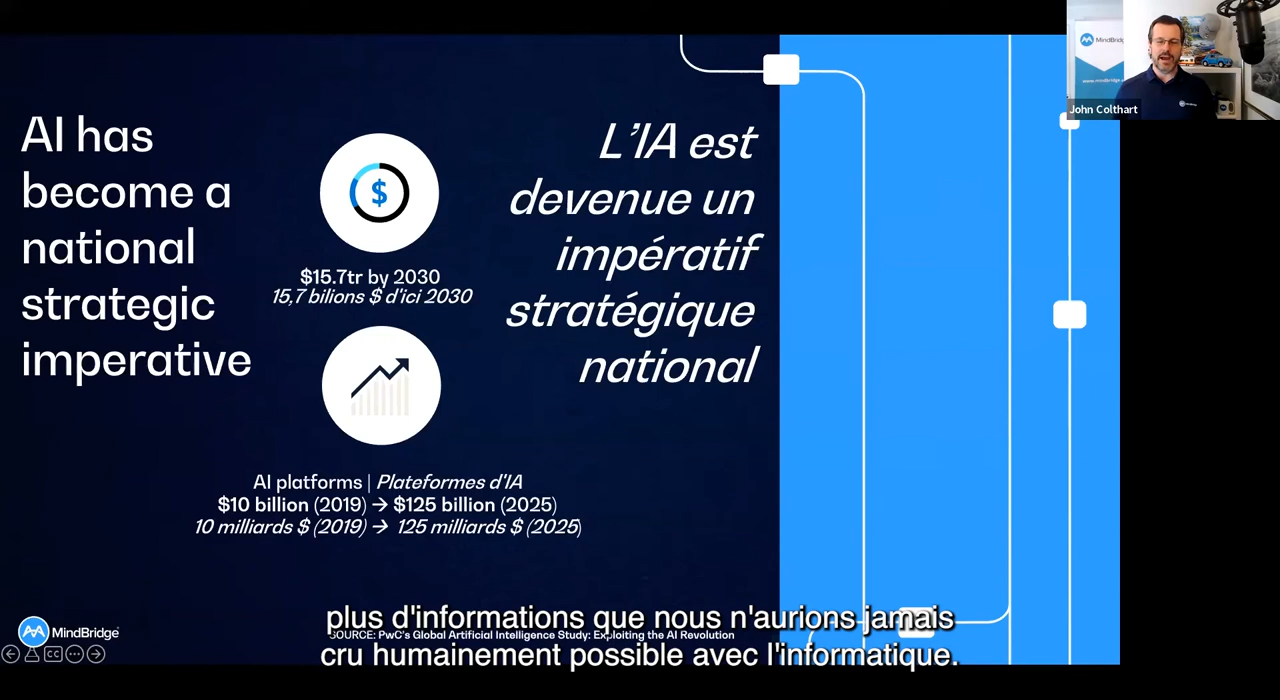 AI has
become a
national
strategic
imperative
$
$15.7tr by 2030
15,7 bilions $ d'ici 2030
L'IA est
devenue un
impératif
stratégique
national
AI platforms | Plateformes d'IA
$10 billion (2019) → $125 billion (2025)
10 milliards $ (2019) → 125 milliards $ (2025)
MindBridge
John Colthart
MindBridge
SOURCE: PwC's Global Artificial Intelligence Study: Exploiting the AI Revolution
CC
plus d'informations que nous n'aurions jamais
cru humainement possible avec l'informatique.